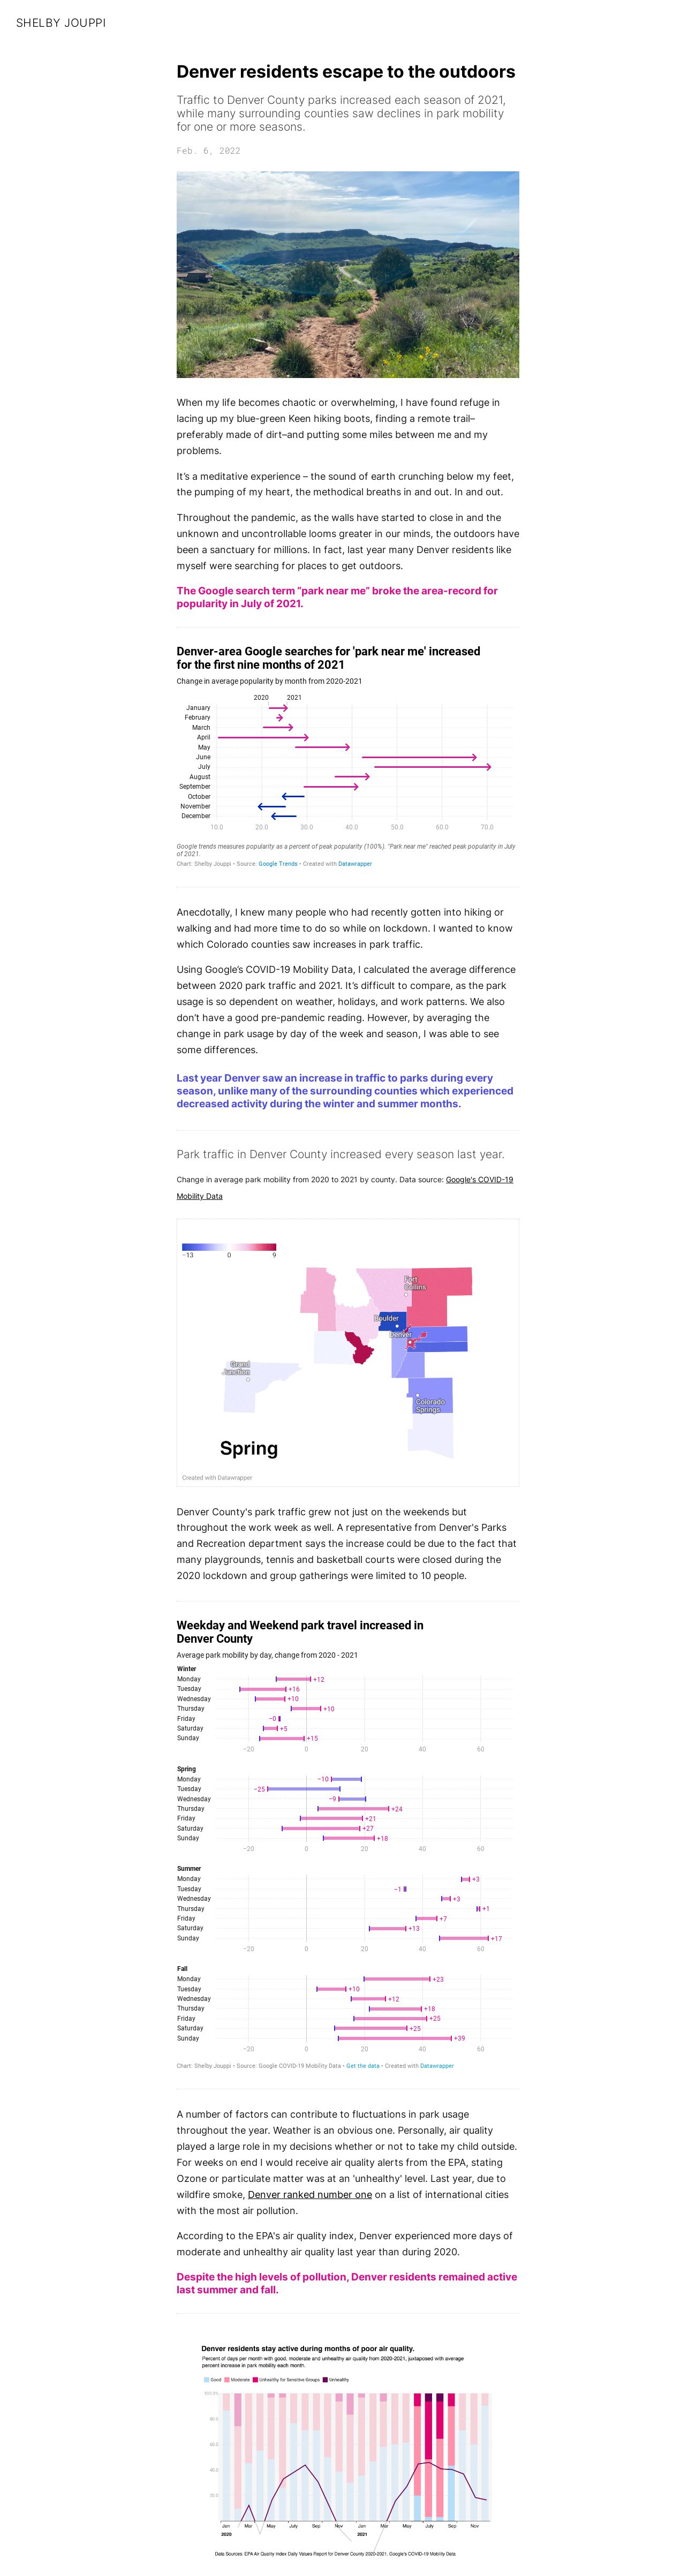 SHELBY JOUPPI
Denver residents escape to the outdoors
Traffic to Denver County parks increased each season of 2021,
while many surrounding counties saw declines in park mobility
for one or more seasons.
Feb. 6, 2022
When my life becomes chaotic or overwhelming, I have found refuge in
lacing up my blue-green Keen hiking boots, finding a remote trail–
preferably made of dirt–and putting some miles between me and my
problems.
It's a meditative experience – the sound of earth crunching below my feet,
the pumping of my heart, the methodical breaths in and out. In and out.
Throughout the pandemic, as the walls have started to close in and the
unknown and uncontrollable looms greater in our minds, the outdoors have
been a sanctuary for millions. In fact, last year many Denver residents like
myself were searching for places to get outdoors.
The Google search term "park near me" broke the area-record for
popularity in July of 2021.
Denver-area Google searches for 'park near me' increased
for the first nine months of 2021
Change in average popularity by month from 2020-2021
2020 2021
January
February
March
April
May
June
July
August
September
October
November
December
10.0 20.0 30.0 40.0 50.0 60.0 70.0
Google trends measures popularity as a percent of peak popularity (100%). "Park near me" reached peak popularity in July
of 2021.
Chart: Shelby Jouppi • Source: Google Trends • Created with Datawrapper
Anecdotally, I knew many people who had recently gotten into hiking or
walking and had more time to do so while on lockdown. I wanted to know
which Colorado counties saw increases in park traffic.
Using Google's COVID-19 Mobility Data, I calculated the average difference
between 2020 park traffic and 2021. It's difficult to compare, as the park
usage is so dependent on weather, holidays, and work patterns. We also
don't have a good pre-pandemic reading. However, by averaging the
change in park usage by day of the week and season, I was able to see
some differences.
Last year Denver saw an increase in traffic to parks during every
season, unlike many of the surrounding counties which experienced
decreased activity during the winter and summer months.
Park traffic in Denver County increased every season last year.
Change in average park mobility from 2020 to 2021 by county. Data source: Google's COVID-19
Mobility Data
−13 0 9
Fort
Collins
Boulder
Denver
Grand
Junction
Colorado
Springs
Spring
Created with Datawrapper
Denver County's park traffic grew not just on the weekends but
throughout the work week as well. A representative from Denver's Parks
and Recreation department says the increase could be due to the fact that
many playgrounds, tennis and basketball courts were closed during the
2020 lockdown and group gatherings were limited to 10 people.
Weekday and Weekend park travel increased in
Denver County
Average park mobility by day, change from 2020 - 2021
Winter
Monday +12
Tuesday +16
Wednesday +10
Thursday +10
Friday −0
Saturday +5
Sunday +15
−20 0 20 40 60
Spring
Monday −10
Tuesday −25
Wednesday −9
Thursday +24
Friday +21
Saturday +27
Sunday +18
−20 0 20 40 60
Summer
Monday +3
Tuesday −1
Wednesday +3
Thursday +1
Friday +7
Saturday +13
Sunday +17
−20 0 20 40 60
Fall
Monday +23
Tuesday +10
Wednesday +12
Thursday +18
Friday +25
Saturday +25
Sunday +39
−20 0 20 40 60
Chart: Shelby Jouppi • Source: Google COVID-19 Mobility Data • Get the data • Created with Datawrapper
A number of factors can contribute to fluctuations in park usage
throughout the year. Weather is an obvious one. Personally, air quality
played a large role in my decisions whether or not to take my child outside.
For weeks on end I would receive air quality alerts from the EPA, stating
Ozone or particulate matter was at an 'unhealthy' level. Last year, due to
wildfire smoke, Denver ranked number one on a list of international cities
with the most air pollution.
According to the EPA's air quality index, Denver experienced more days of
moderate and unhealthy air quality last year than during 2020.
Despite the high levels of pollution, Denver residents remained active
last summer and fall.
Denver residents stay active during months of poor air quality.
Percent of days per month with good, moderate and unhealthy air quality from 2020-2021, juxtaposed with average
percent increase in park mobility each month.
Good Moderate Unhealthy for Sensitive Groups Unhealthy
100.0%
80.0
60.0
40.0
20.0
Jan Mar May July Sep Nov Jan Mar May July Sep Nov
2020 2021
Data Sources: EPA Air Quality Index Daily Values Report for Denver County 2020-2021, Google's COVID-19 Mobility Data